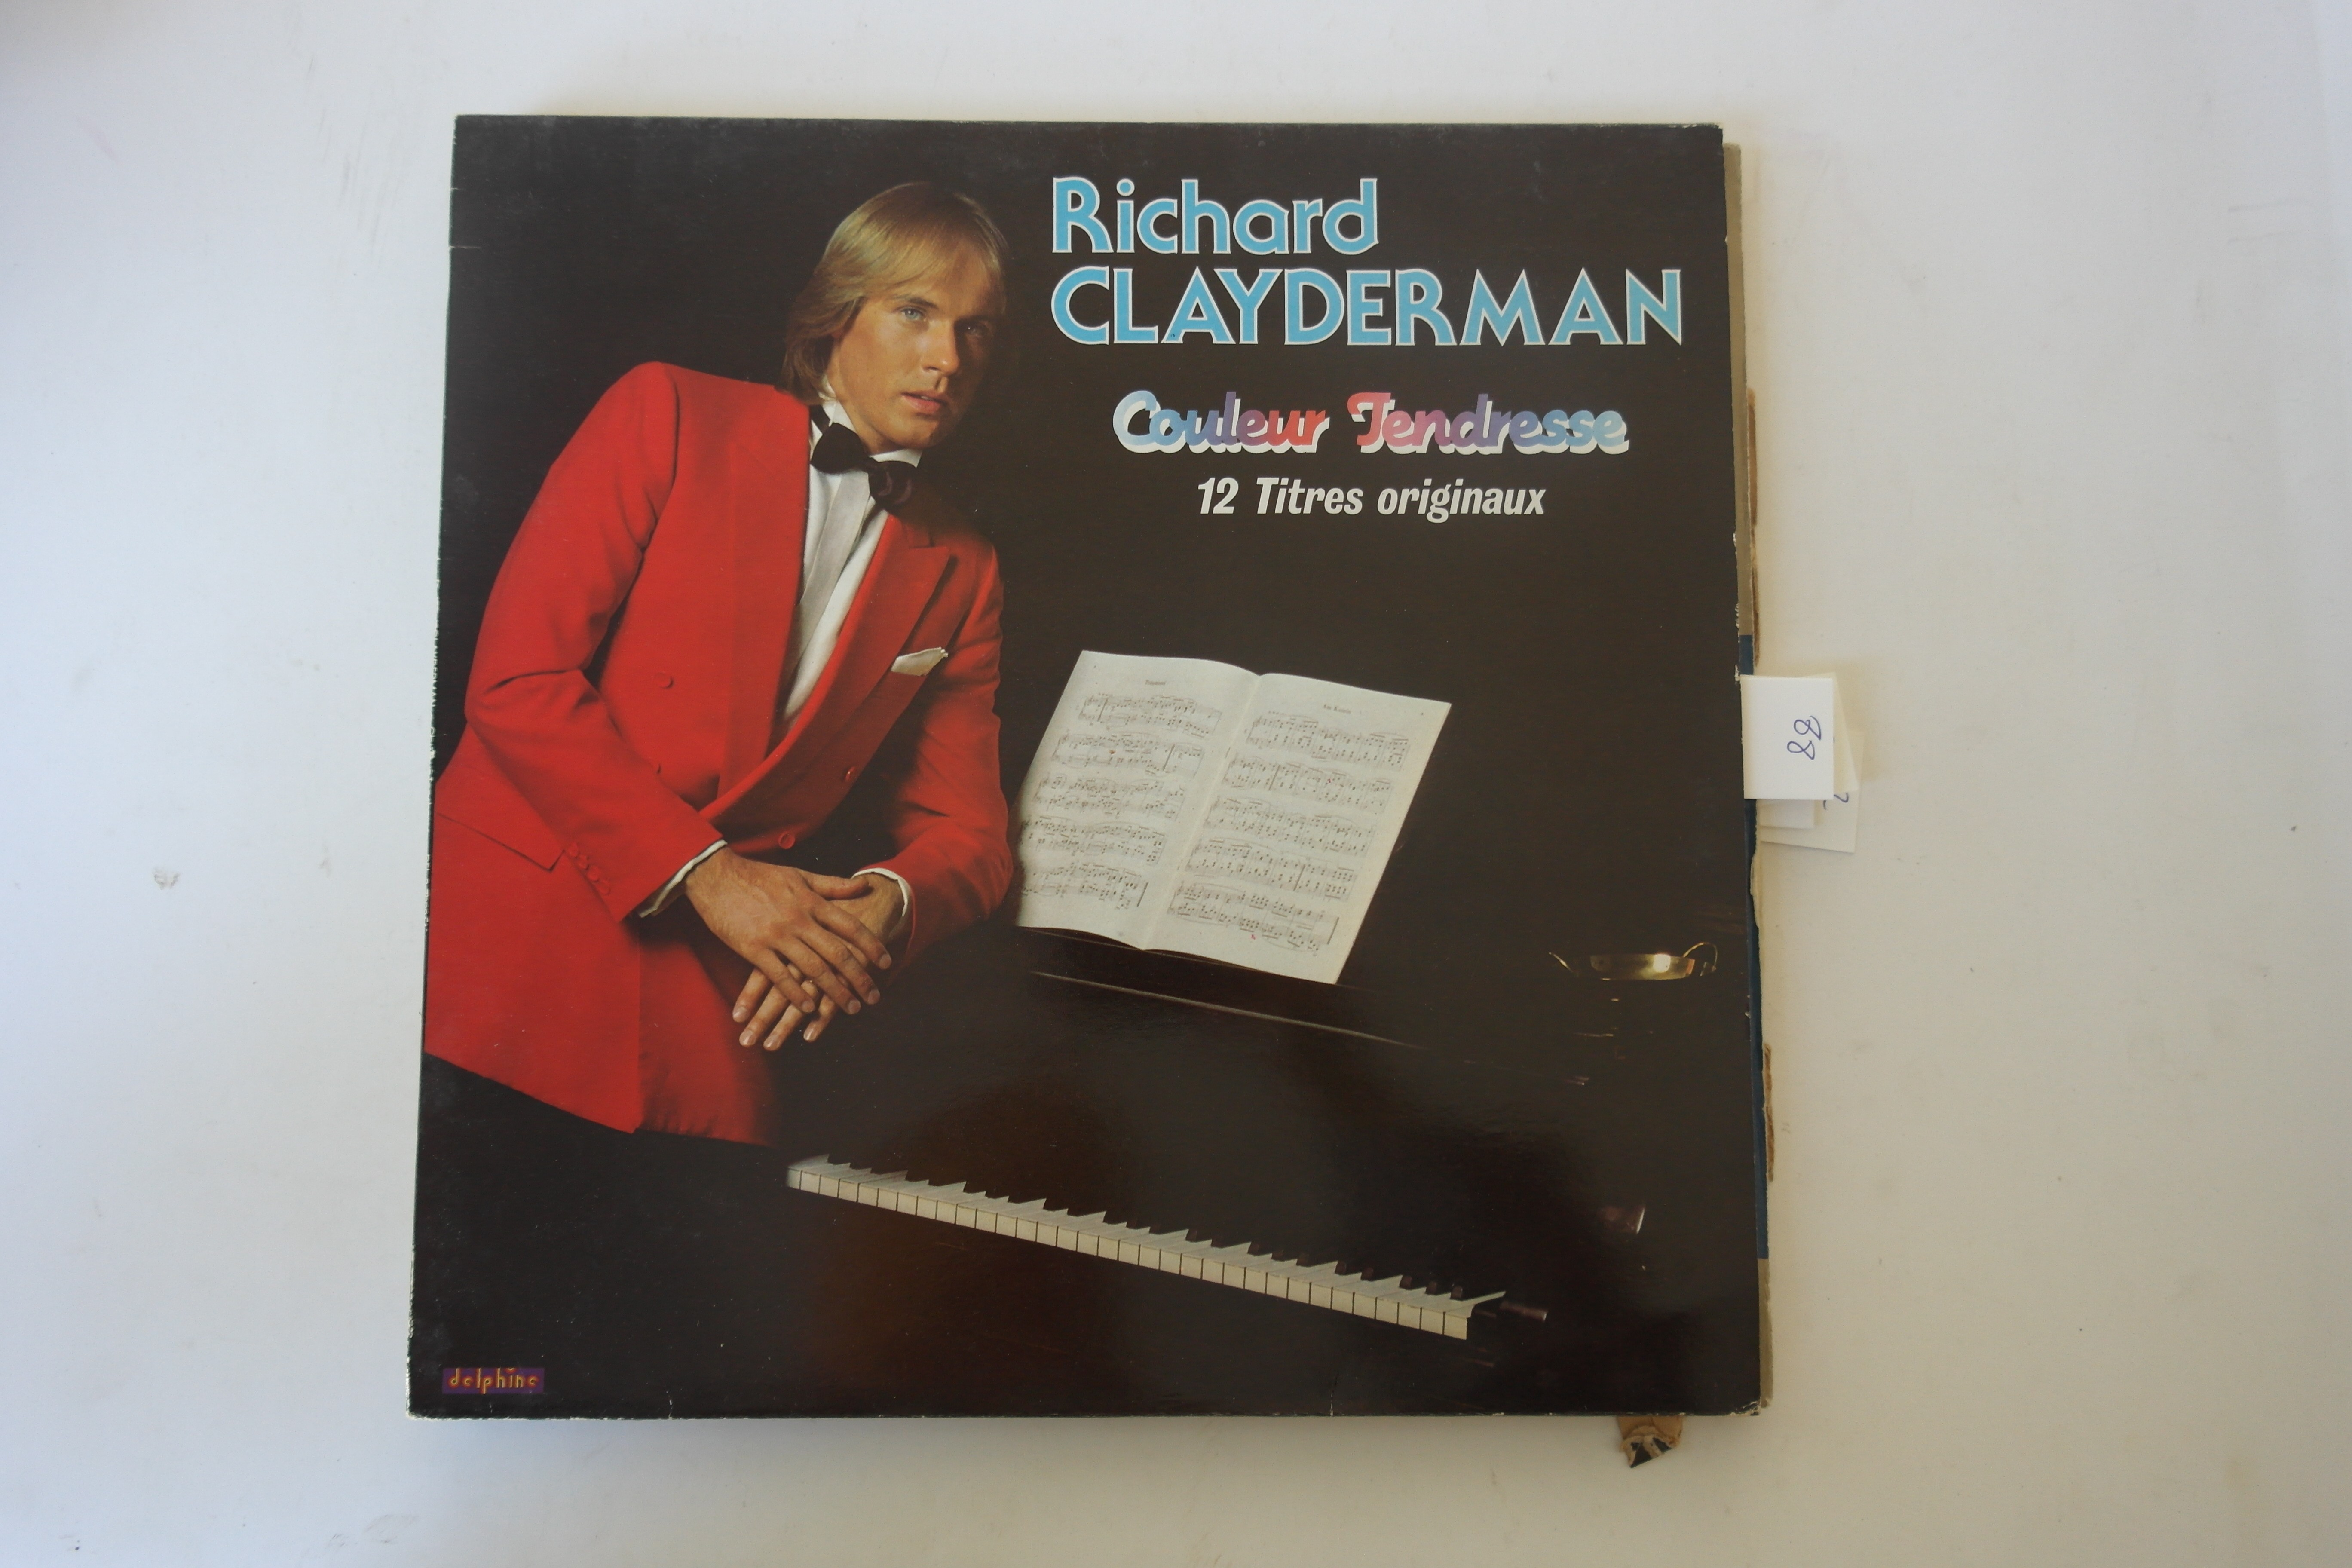 Richard
CLAYDERMAN
Couleur Tendresse
12 Titres originaux
88
delphine